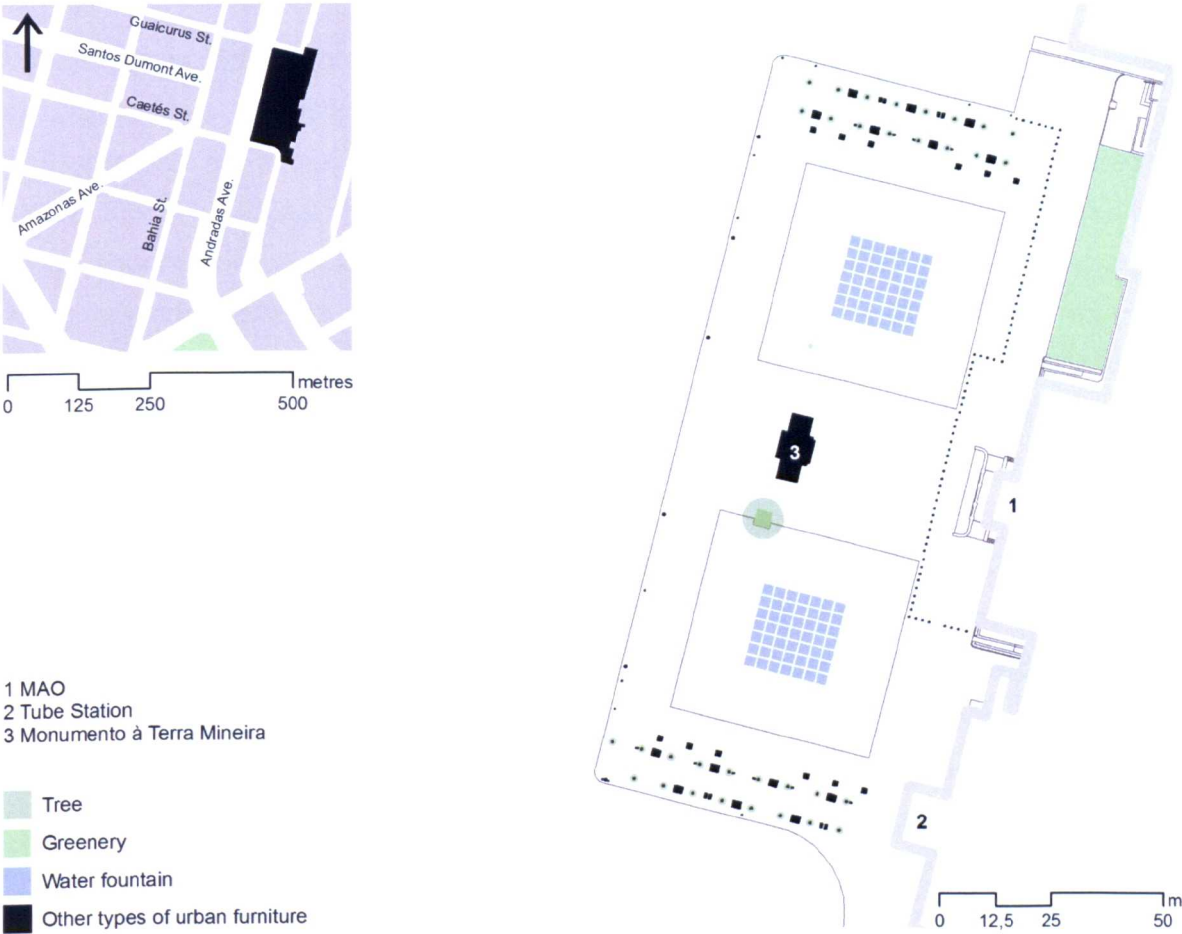 Guaicurus St.
Santos Dumont Ave.
Caetés St.
Amazonas Ave.
Bahia St.
Andradas Ave.
metres
0 125 250 500
1 MAO
2 Tube Station
3 Monumento à Terra Mineira
Tree
Greenery
Water fountain
Other types of urban furniture
3
1
2
m
0 12,5 25 50